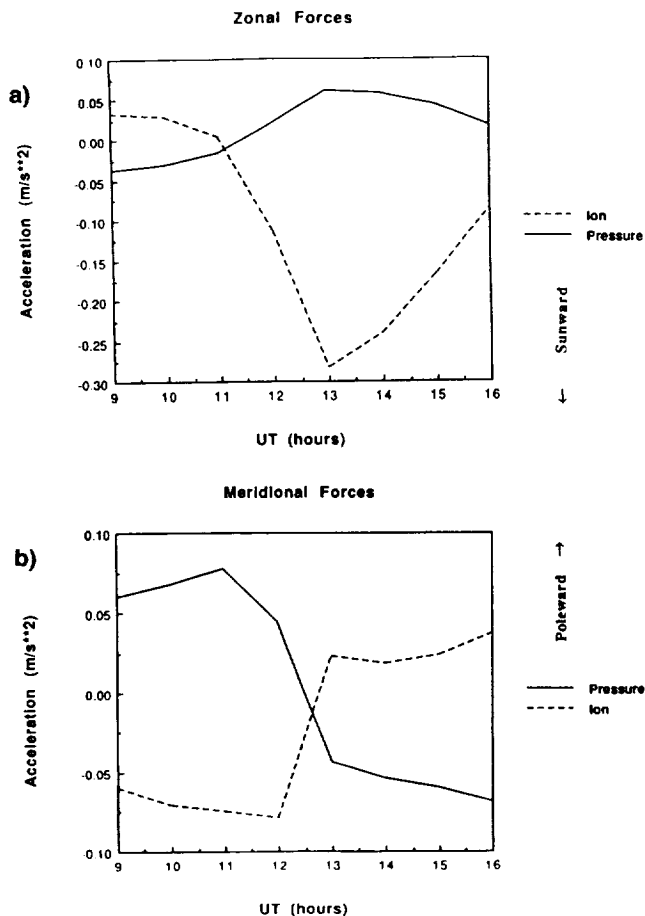 Zonal Forces
a)
Acceleration (m/s**2)
0.10
0.05
0.00
-0.05
-0.10
-0.15
-0.20
-0.25
-0.30
9 10 11 12 13 14 15 16
UT (hours)
Ion
Pressure
Sunward
↓
Meridional Forces
b)
Acceleration (m/s**2)
0.10
0.05
0.00
-0.05
-0.10
9 10 11 12 13 14 15 16
UT (hours)
↑
Poleward
Pressure
Ion